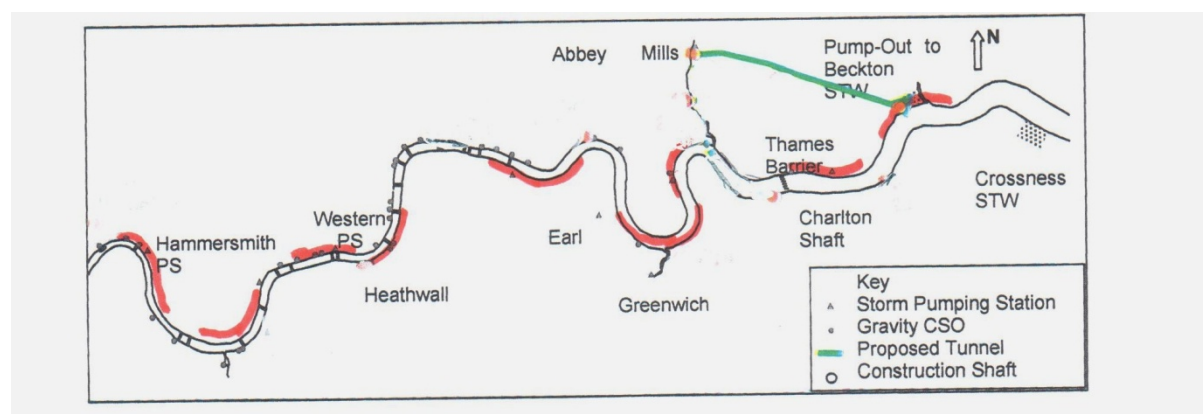 Abbey Mills
Pump-Out to
Beckton
STW
N
Thames
Barrier
Crossness
STW
Charlton
Shaft
Western
PS
Hammersmith
PS
Earl
Heathwall
Greenwich
Key
Storm Pumping Station
Gravity CSO
Proposed Tunnel
Construction Shaft